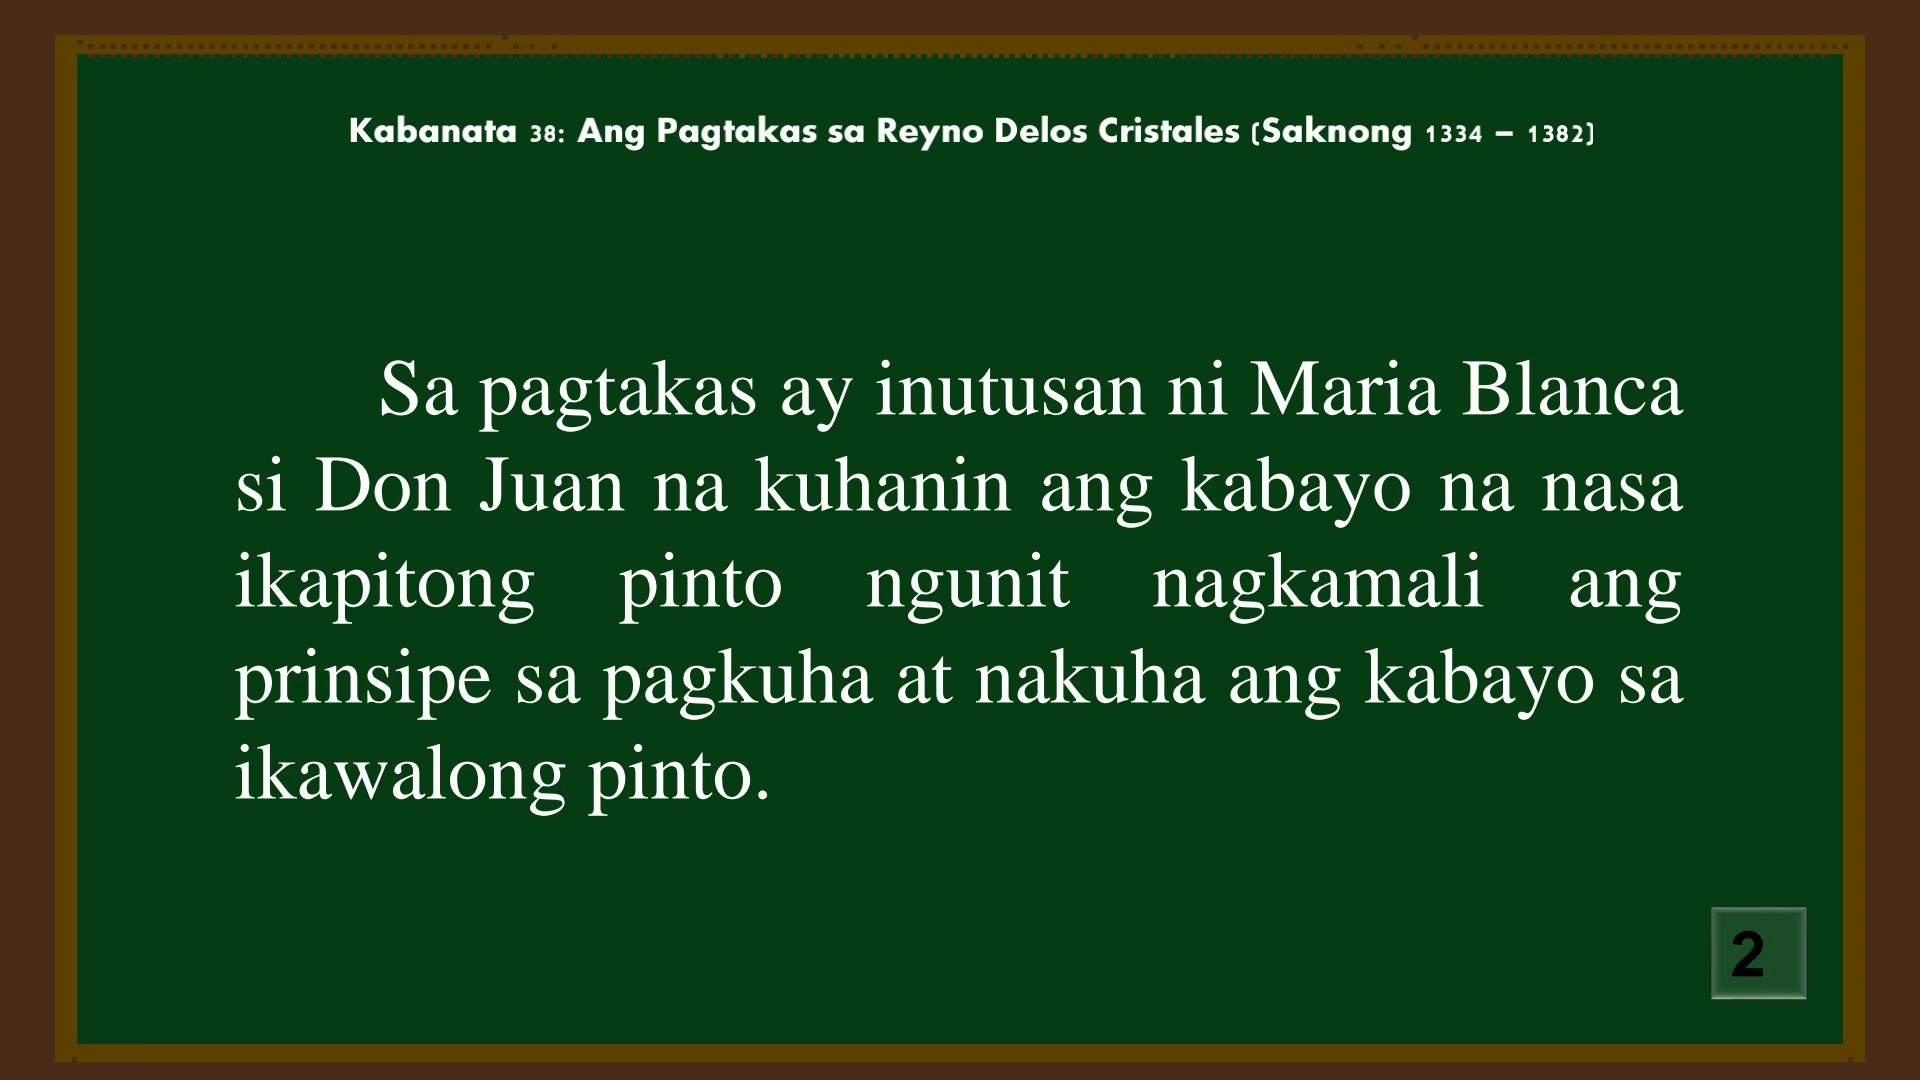 Kabanata 38: Ang Pagtakas sa Reyno Delos Cristales (Saknong 1334 – 1382)
Sa pagtakas ay inutusan ni Maria Blanca
si Don Juan na kuhanin ang kabayo na nasa
ikapitong pinto ngunit nagkamali ang
prinsipe sa pagkuha at nakuha ang kabayo sa
ikawalong pinto.
2